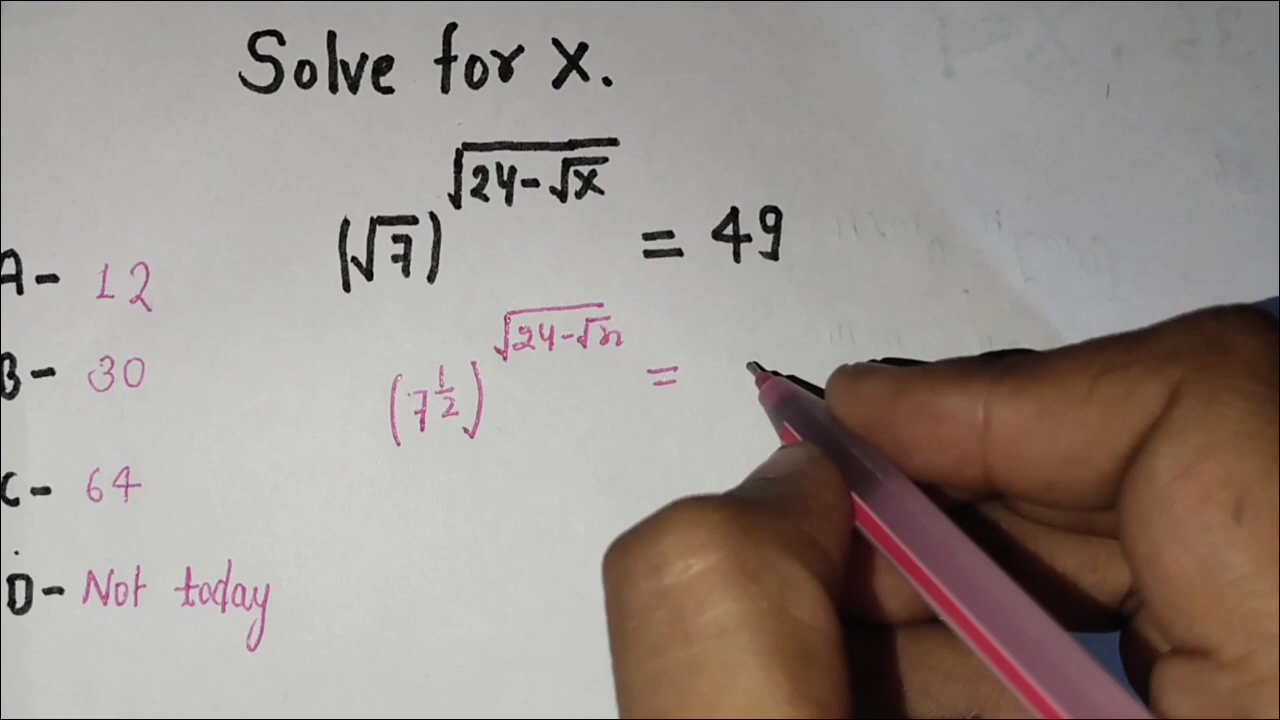 Solve for x.
(√7)^√(24-√x) = 49
A- 12
(7^1/2)^√(24-√x) =
B- 30
C- 64
D- Not today